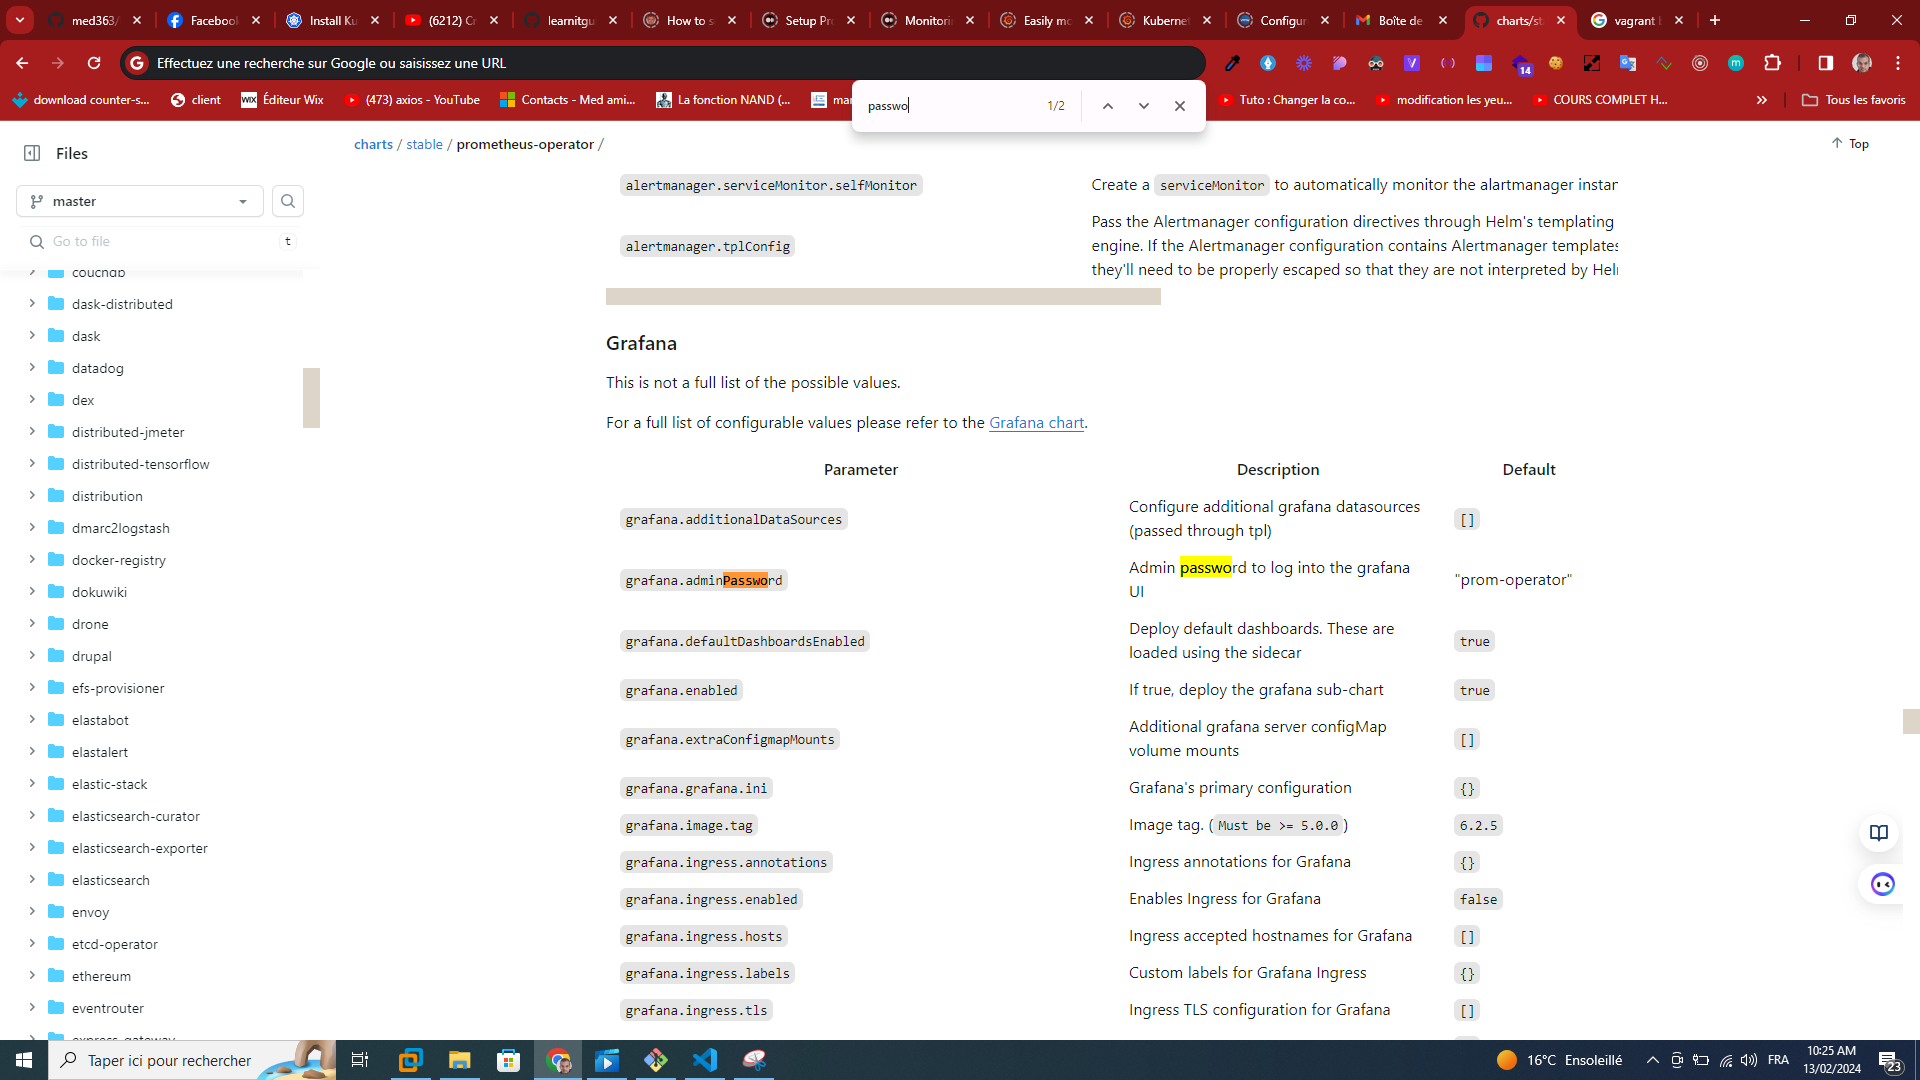 med363/
Facebook
Install Ku
(6212) Cr
learnitgu
How to s
Setup Pro
Monitorin
Easily mo
Kubernet
Configur
Boîte de
charts/st
vagrant
Effectuez une recherche sur Google ou saisissez une URL
14
download counter-s...
client
WIX Éditeur Wix
(473) axios - YouTube
Contacts - Med ami...
La fonction NAND (...
mar
Tuto : Changer la co...
modification les yeu...
COURS COMPLET H...
Tous les favoris
passwo
1/2
Files
master
Go to file
t
couchdb
dask-distributed
dask
datadog
dex
distributed-jmeter
distributed-tensorflow
distribution
dmarc2logstash
docker-registry
dokuwiki
drone
drupal
efs-provisioner
elastabot
elastalert
elastic-stack
elasticsearch-curator
elasticsearch-exporter
elasticsearch
envoy
etcd-operator
ethereum
eventrouter
express-gateway
charts / stable / prometheus-operator /
Top
alertmanager.serviceMonitor.selfMonitor
Create a serviceMonitor to automatically monitor the alartmanager instan
alertmanager.tplConfig
Pass the Alertmanager configuration directives through Helm's templating
engine. If the Alertmanager configuration contains Alertmanager templates
they'll need to be properly escaped so that they are not interpreted by Hel
Grafana
This is not a full list of the possible values.
For a full list of configurable values please refer to the Grafana chart.
Parameter Description Default
grafana.additionalDataSources
Configure additional grafana datasources
(passed through tpl)
[]
grafana.adminPassword
Admin password to log into the grafana
UI
"prom-operator"
grafana.defaultDashboardsEnabled
Deploy default dashboards. These are
loaded using the sidecar
true
grafana.enabled If true, deploy the grafana sub-chart true
grafana.extraConfigmapMounts
Additional grafana server configMap
volume mounts
[]
grafana.grafana.ini Grafana's primary configuration {}
grafana.image.tag Image tag. ( Must be >= 5.0.0 ) 6.2.5
grafana.ingress.annotations Ingress annotations for Grafana {}
grafana.ingress.enabled Enables Ingress for Grafana false
grafana.ingress.hosts Ingress accepted hostnames for Grafana []
grafana.ingress.labels Custom labels for Grafana Ingress {}
grafana.ingress.tls Ingress TLS configuration for Grafana []
Taper ici pour rechercher
16°C Ensoleillé
FRA
10:25 AM
13/02/2024
23